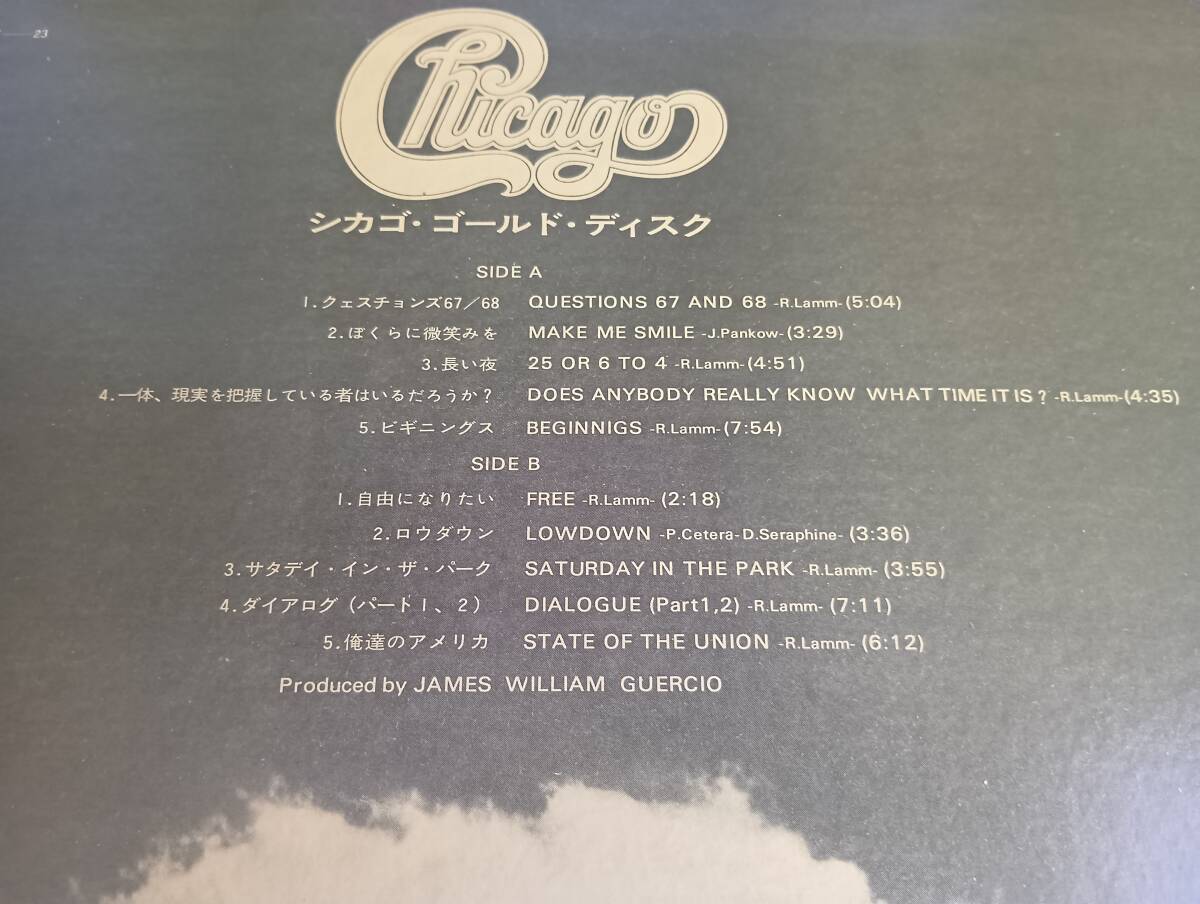 23
Chicago
シカゴ・ゴールド・ディスク
SIDE A
1.クェスチョンズ67／68 QUESTIONS 67 AND 68 -R.Lamm-(5:04)
2.ぼくらに微笑みを MAKE ME SMILE -J.Pankow-(3:29)
3.長い夜 25 OR 6 TO 4 -R.Lamm-(4:51)
4.一体、現実を把握している者はいるだろうか？ DOES ANYBODY REALLY KNOW WHAT TIME IT IS? -R.Lamm-(4:35)
5.ビギニングス BEGINNIGS -R.Lamm-(7:54)
SIDE B
1.自由になりたい FREE -R.Lamm- (2:18)
2.ロウダウン LOWDOWN -P.Cetera-D.Seraphine- (3:36)
3.サタデイ・イン・ザ・パーク SATURDAY IN THE PARK -R.Lamm- (3:55)
4.ダイアログ（パート1、2） DIALOGUE (Part1,2) -R.Lamm- (7:11)
5.俺達のアメリカ STATE OF THE UNION -R.Lamm- (6:12)
Produced by JAMES WILLIAM GUERCIO